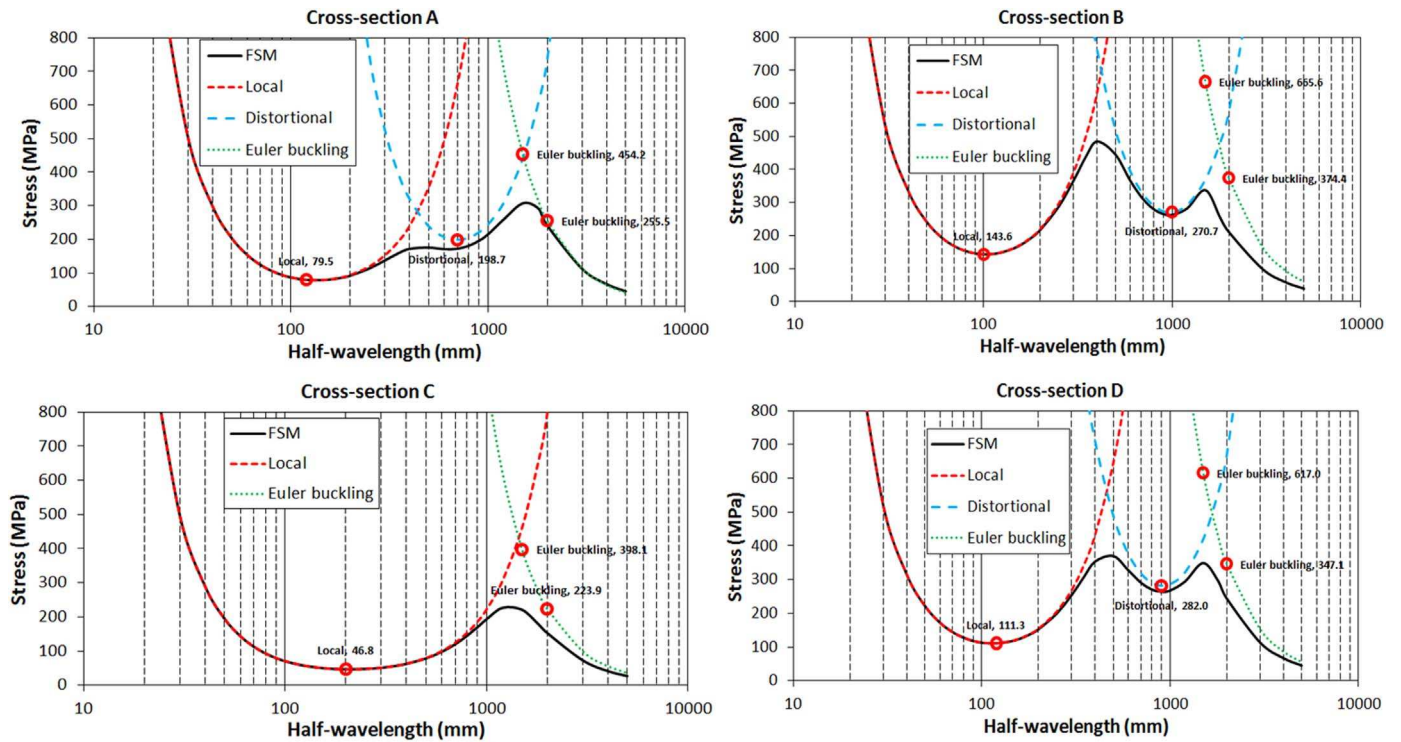 Cross-section A
Stress (MPa)
800
700
600
500
400
300
200
100
0
FSM
Local
Distortional
Euler buckling
Euler buckling, 454.2
Euler buckling, 255.5
Local, 79.5
Distortional, 198.7
10
100
1000
10000
Half-wavelength (mm)
Cross-section B
Stress (MPa)
800
700
600
500
400
300
200
100
0
FSM
Local
Distortional
Euler buckling
Euler buckling, 665.6
Euler buckling, 374.4
Local, 143.6
Distortional, 270.7
10
100
1000
10000
Half-wavelength (mm)
Cross-section C
Stress (MPa)
800
700
600
500
400
300
200
100
0
FSM
Local
Euler buckling
Euler buckling, 398.1
Euler buckling, 223.9
Local, 46.8
10
100
1000
10000
Half-wavelength (mm)
Cross-section D
Stress (MPa)
800
700
600
500
400
300
200
100
0
FSM
Local
Distortional
Euler buckling
Euler buckling, 617.0
Euler buckling, 347.1
Local, 111.3
Distortional, 282.0
10
100
1000
10000
Half-wavelength (mm)